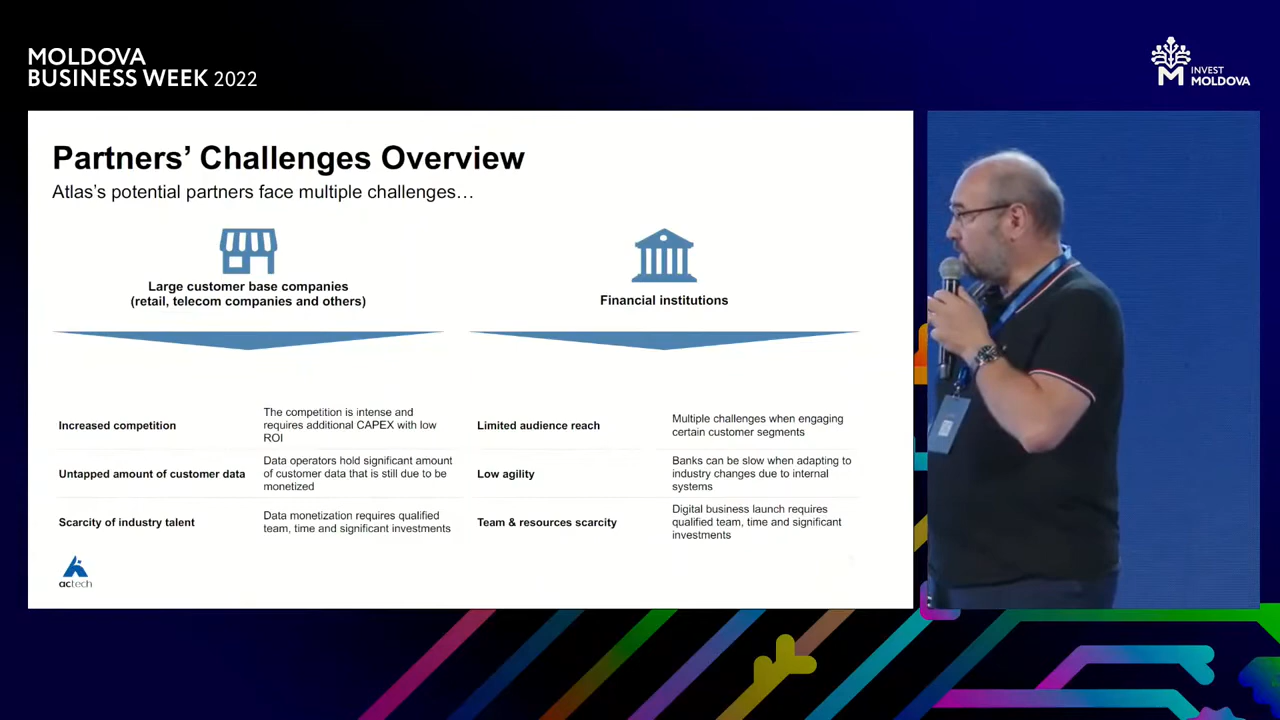 MOLDOVA
BUSINESS WEEK 2022
INVEST
MOLDOVA
Partners’ Challenges Overview
Atlas’s potential partners face multiple challenges…
Large customer base companies
(retail, telecom companies and others)
Financial institutions
Increased competition
The competition is intense and
requires additional CAPEX with low
ROI
Untapped amount of customer data
Data operators hold significant amount
of customer data that is still due to be
monetized
Scarcity of industry talent
Data monetization requires qualified
team, time and significant investments
Limited audience reach
Multiple challenges when engaging
certain customer segments
Low agility
Banks can be slow when adapting to
industry changes due to internal
systems
Team & resources scarcity
Digital business launch requires
qualified team, time and significant
investments
actech